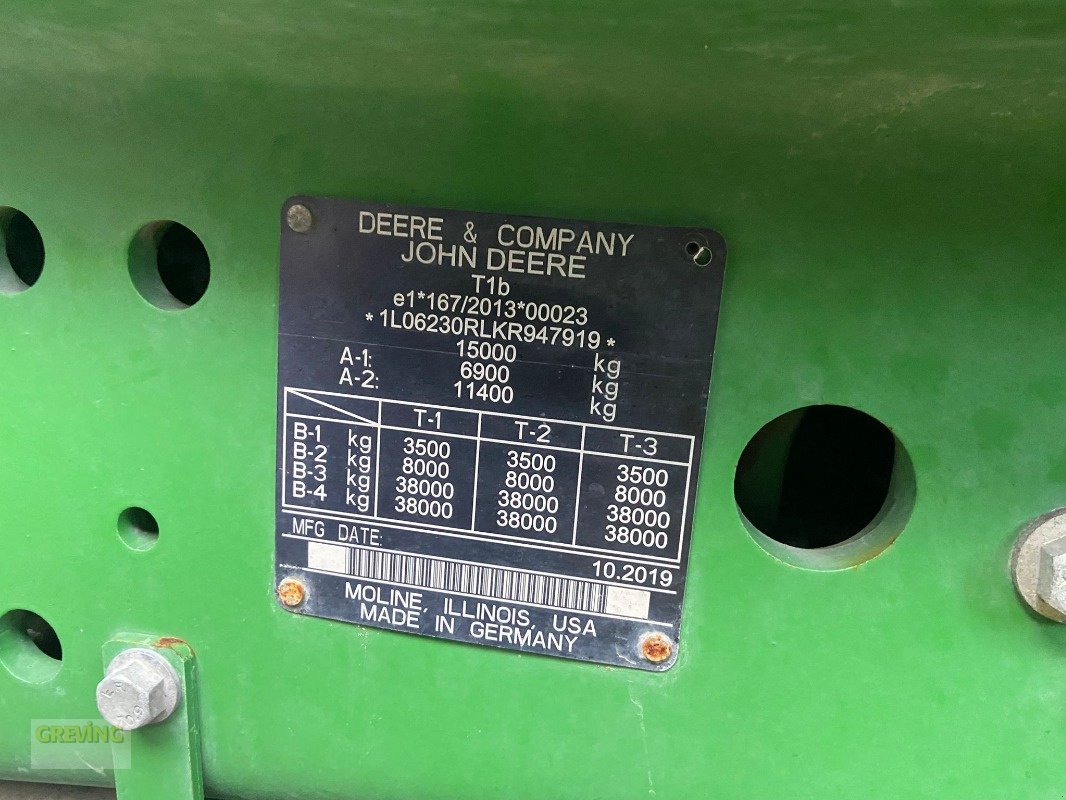 DEERE & COMPANY
JOHN DEERE
T1b
e1*167/2013*00023
*1L06230RLKR947919*
15000 kg
A-1: 6900 kg
A-2: 11400 kg
T-1 T-2 T-3
B-1 kg 3500 3500 3500
B-2 kg 8000 8000 8000
B-3 kg 38000 38000 38000
B-4 kg 38000 38000 38000
MFG DATE: 10.2019
MOLINE, ILLINOIS, USA
MADE IN GERMANY
GREVING